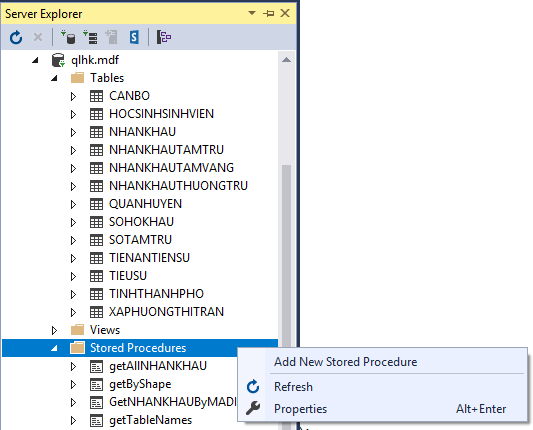 Server Explorer
qlhk.mdf
Tables
CANBO
HOCSINHSINHVIEN
NHANKHAU
NHANKHAUTAMTRU
NHANKHAUTAMVANG
NHANKHAUTHUONGTRU
QUANHUYEN
SOHOKHAU
SOTAMTRU
TIENANTIENSU
TIEUSU
TINHTHANHPHO
XAPHUONGTHITRAN
Views
Stored Procedures
Add New Stored Procedure
getAllNHANKHAU
Refresh
getByShape
GetNHANKHAUByMADI
Properties Alt+Enter
getTableNames